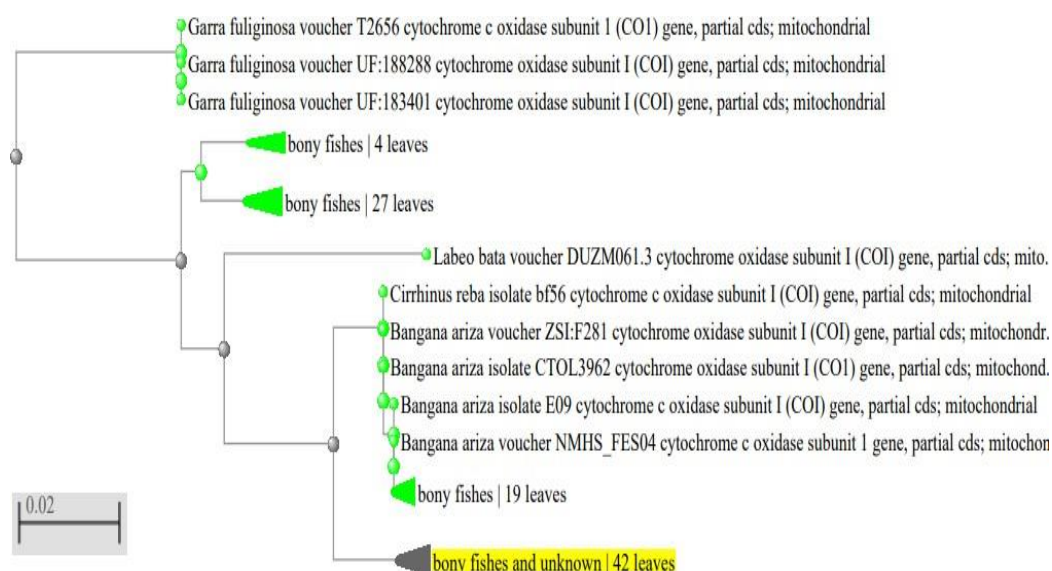 Garra fuliginosa voucher T2656 cytochrome c oxidase subunit 1 (CO1) gene, partial cds; mitochondrial
Garra fuliginosa voucher UF:188288 cytochrome oxidase subunit I (COI) gene, partial cds; mitochondrial
Garra fuliginosa voucher UF:183401 cytochrome oxidase subunit I (COI) gene, partial cds; mitochondrial
bony fishes | 4 leaves
bony fishes | 27 leaves
Labeo bata voucher DUZM061.3 cytochrome oxidase subunit I (COI) gene, partial cds; mito.
Cirrhinus reba isolate bf56 cytochrome c oxidase subunit I (COI) gene, partial cds; mitochondrial
Bangana ariza voucher ZSI:F281 cytochrome oxidase subunit I (COI) gene, partial cds; mitochondr.
Bangana ariza isolate CTOL3962 cytochrome oxidase subunit I (CO1) gene, partial cds; mitochond.
Bangana ariza isolate E09 cytochrome c oxidase subunit I (COI) gene, partial cds; mitochondrial
Bangana ariza voucher NMHS_FES04 cytochrome c oxidase subunit 1 gene, partial cds; mitochon
bony fishes | 19 leaves
0.02
bony fishes and unknown | 42 leaves